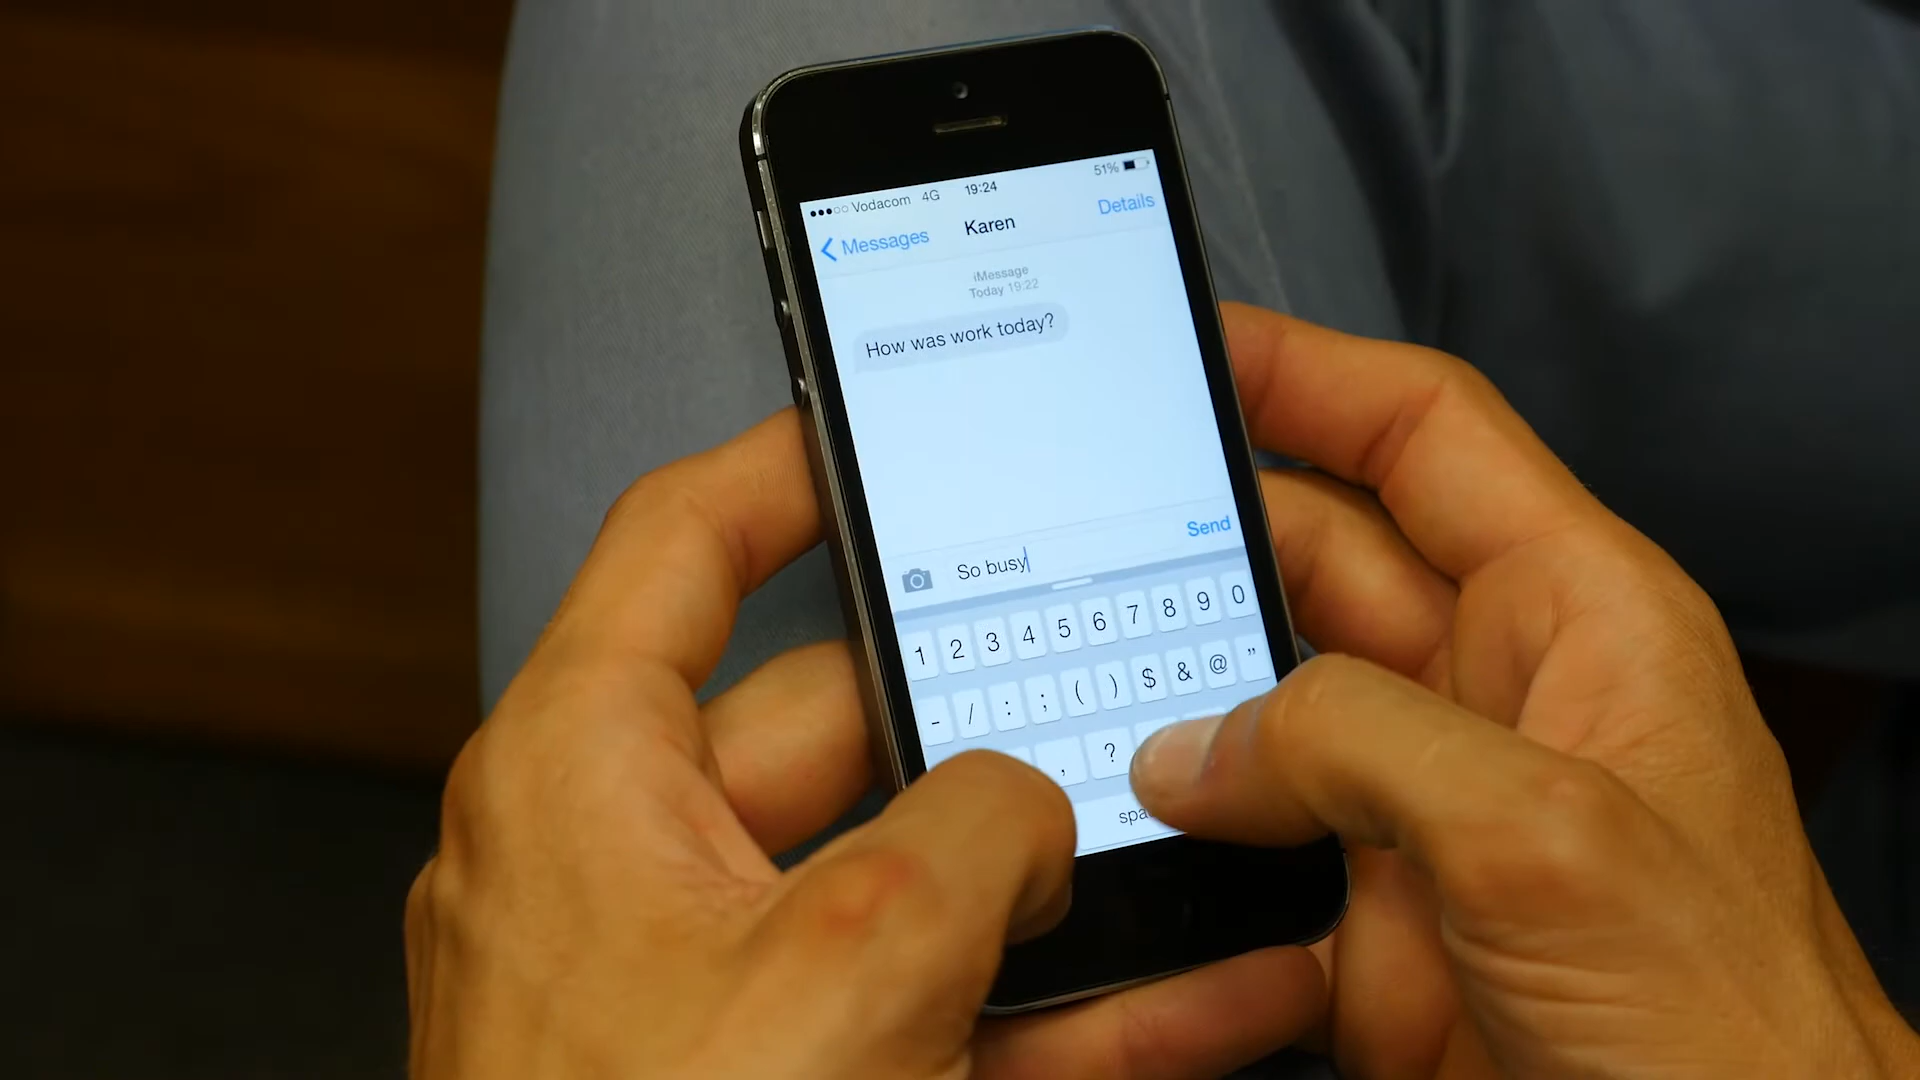 ●●●○○ Vodacom 4G 19:24 51%
Messages Karen Details
iMessage
Today 19:22
How was work today?
So busy Send
1 2 3 4 5 6 7 8 9 0
- / : ; ( ) $ & @ "
, ?